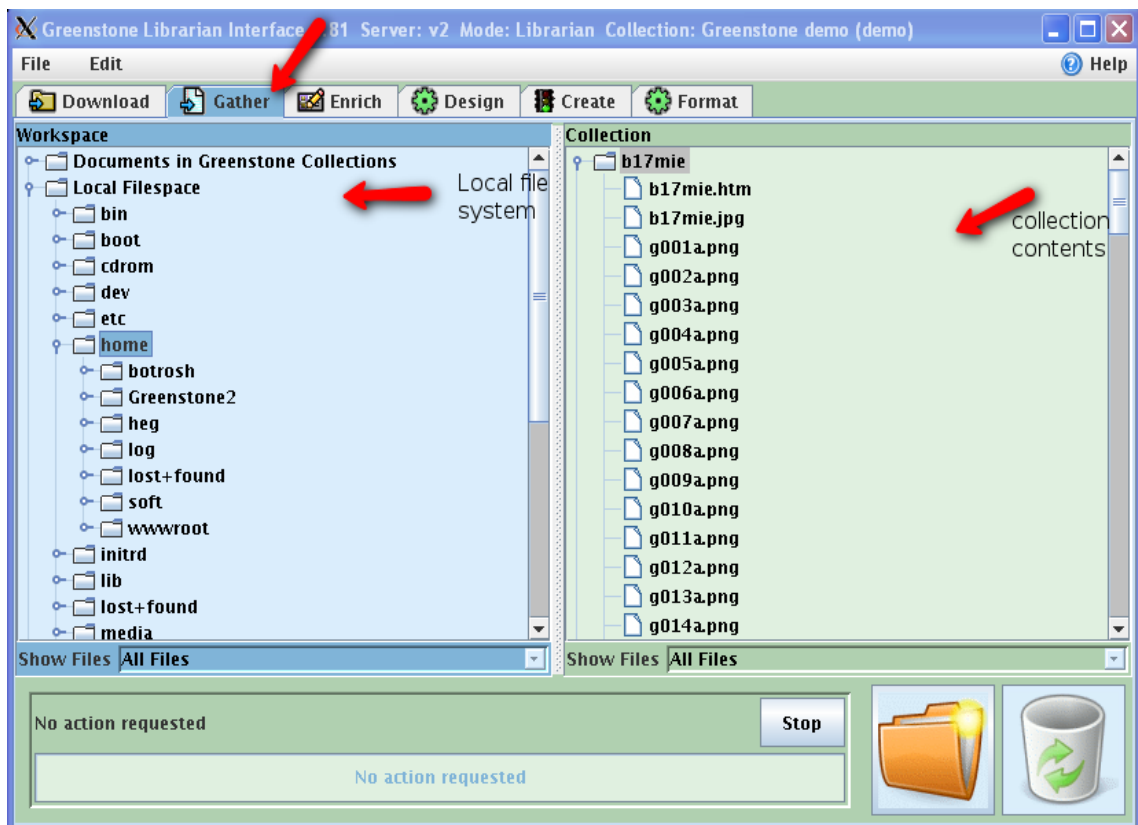 Greenstone Librarian Interface 81 Server: v2 Mode: Librarian Collection: Greenstone demo (demo)
File Edit Help
Download Gather Enrich Design Create Format
Workspace
Documents in Greenstone Collections
Local Filespace
bin
boot
cdrom
dev
etc
home
botrosh
Greenstone2
heg
log
lost+found
soft
wwwroot
initrd
lib
lost+found
media
Local file
system
Show Files All Files
Collection
b17mie
b17mie.htm
b17mie.jpg
g001a.png
g002a.png
g003a.png
g004a.png
g005a.png
g006a.png
g007a.png
g008a.png
g009a.png
g010a.png
g011a.png
g012a.png
g013a.png
g014a.png
collection
contents
Show Files All Files
No action requested
Stop
No action requested